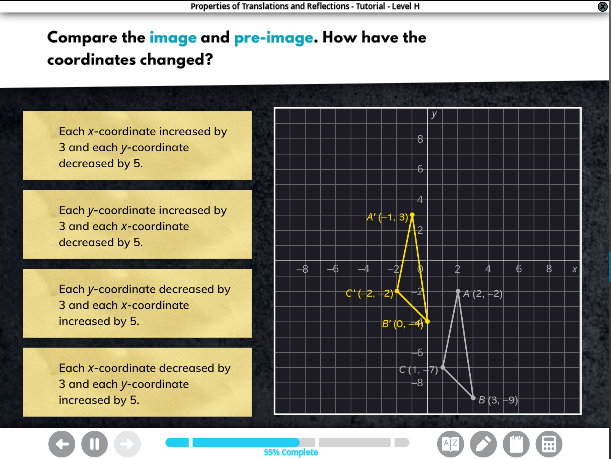 Properties of Translations and Reflections - Tutorial - Level H
Compare the image and pre-image. How have the
coordinates changed?
Each x-coordinate increased by
3 and each y-coordinate
decreased by 5.
Each y-coordinate increased by
3 and each x-coordinate
decreased by 5.
Each y-coordinate decreased by
3 and each x-coordinate
increased by 5.
Each x-coordinate decreased by
3 and each y-coordinate
increased by 5.
y
8
6
4
A′ (−1, 3)
2
−8 −6 −4 −2 0 2 4 6 8 x
C′ (−2, −2) −2 A (2, −2)
B′ (0, −4)
−6
C (1, −7)
−8
B (3, −9)
55% Complete
A Z